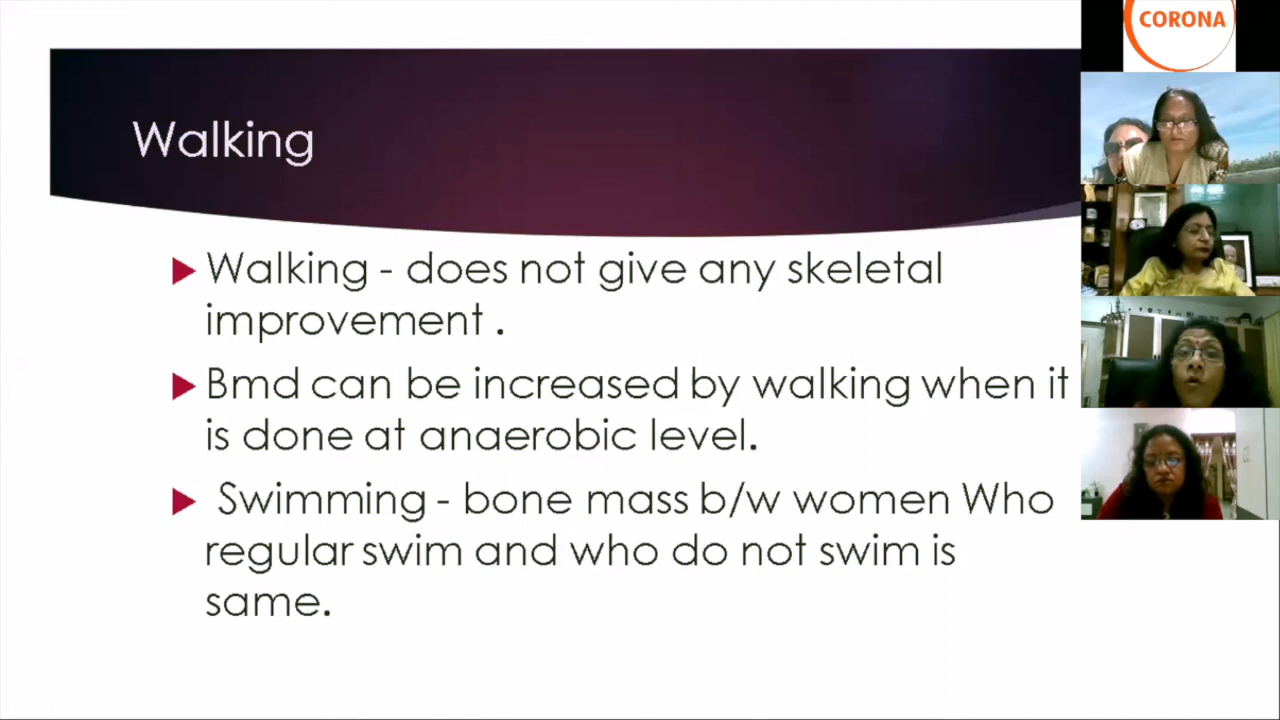 CORONA
Walking
Walking - does not give any skeletal
improvement .
Bmd can be increased by walking when it
is done at anaerobic level.
Swimming - bone mass b/w women Who
regular swim and who do not swim is
same.